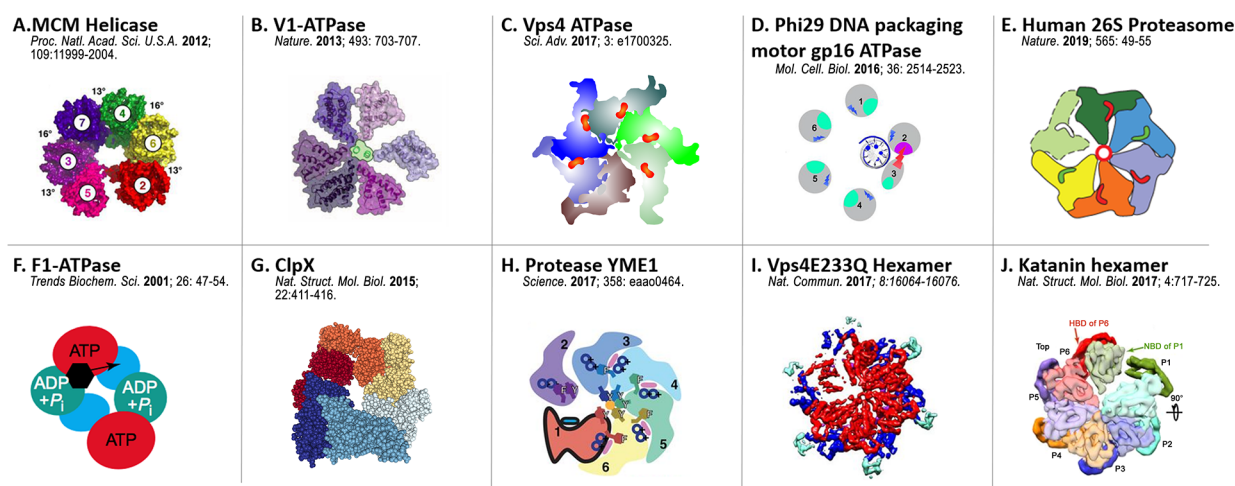 A.MCM Helicase
Proc. Natl. Acad. Sci. U.S.A. 2012;
109:11999-2004.
13°
16°
4
7
6
16°
3
13°
2
5
13°
B. V1-ATPase
Nature. 2013; 493: 703-707.
C. Vps4 ATPase
Sci. Adv. 2017; 3: e1700325.
D. Phi29 DNA packaging
motor gp16 ATPase
Mol. Cell. Biol. 2016; 36: 2514-2523.
1
6
2
5
3
4
E. Human 26S Proteasome
Nature. 2019; 565: 49-55
F. F1-ATPase
Trends Biochem. Sci. 2001; 26: 47-54.
ATP
ADP
+Pi
ADP
+Pi
ATP
G. ClpX
Nat. Struct. Mol. Biol. 2015;
22:411-416.
H. Protease YME1
Science. 2017; 358: eaao0464.
2
3
4
1
5
6
I. Vps4E233Q Hexamer
Nat. Commun. 2017; 8:16064-16076.
J. Katanin hexamer
Nat. Struct. Mol. Biol. 2017; 4:717-725.
HBD of P6
Top
P6
NBD of P1
P1
P5
90°
P4
P2
P3